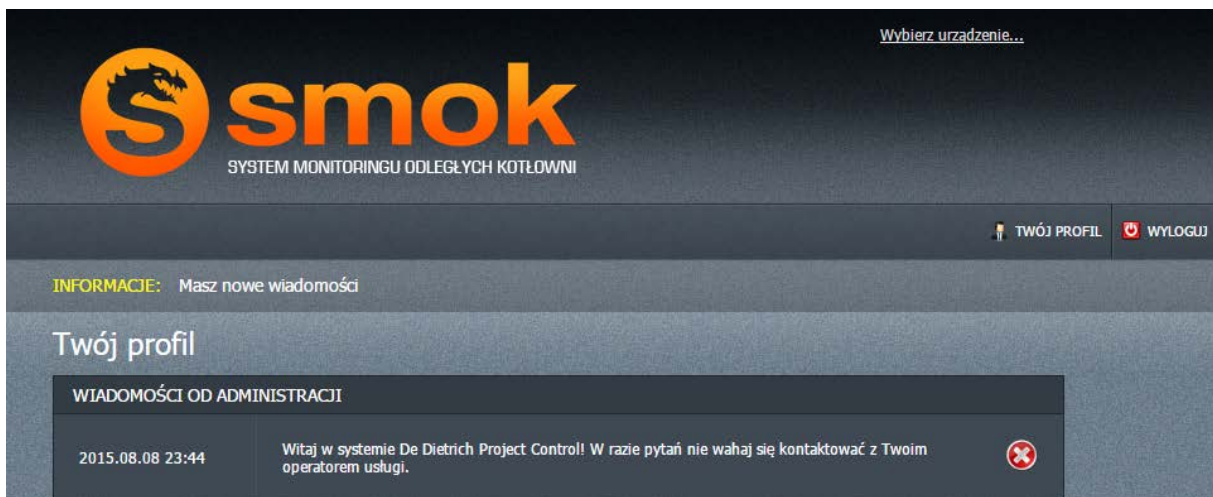 Wybierz urządzenie...
smok
SYSTEM MONITORINGU ODLEGŁYCH KOTŁOWNI
TWÓJ PROFIL WYLOGUJ
INFORMACJE: Masz nowe wiadomości
Twój profil
WIADOMOŚCI OD ADMINISTRACJI
2015.08.08 23:44 Witaj w systemie De Dietrich Project Control! W razie pytań nie wahaj się kontaktować z Twoim
operatorem usługi.